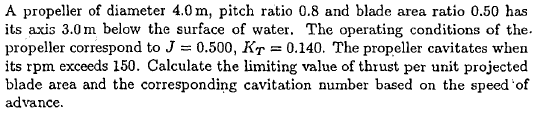 A propeller of diameter 4.0 m, pitch ratio 0.8 and blade area ratio 0.50 has
its axis 3.0 m below the surface of water. The operating conditions of the
propeller correspond to J = 0.500, K_T = 0.140. The propeller cavitates when
its rpm exceeds 150. Calculate the limiting value of thrust per unit projected
blade area and the corresponding cavitation number based on the speed of
advance.